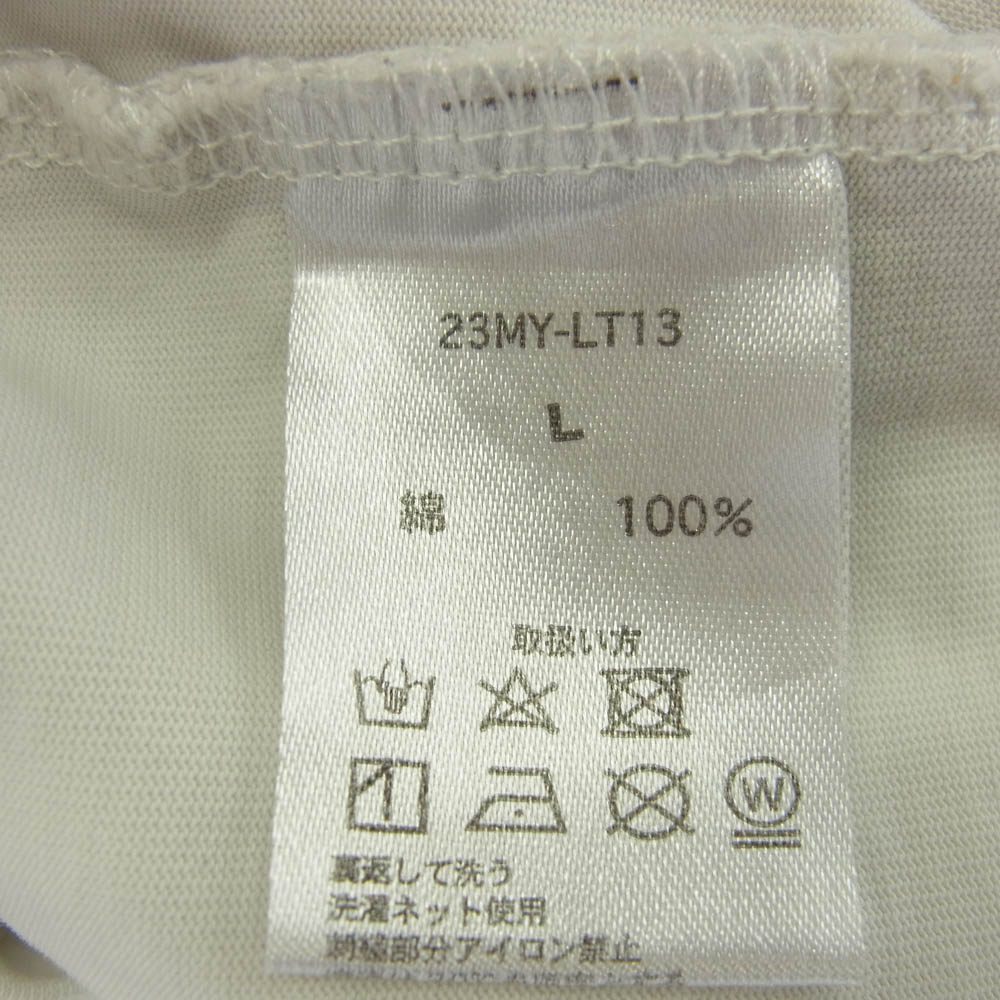 23MY-LT13
L
綿 100%
取扱い方
W
裏返して洗う
洗濯ネット使用
刺繍部分アイロン禁止